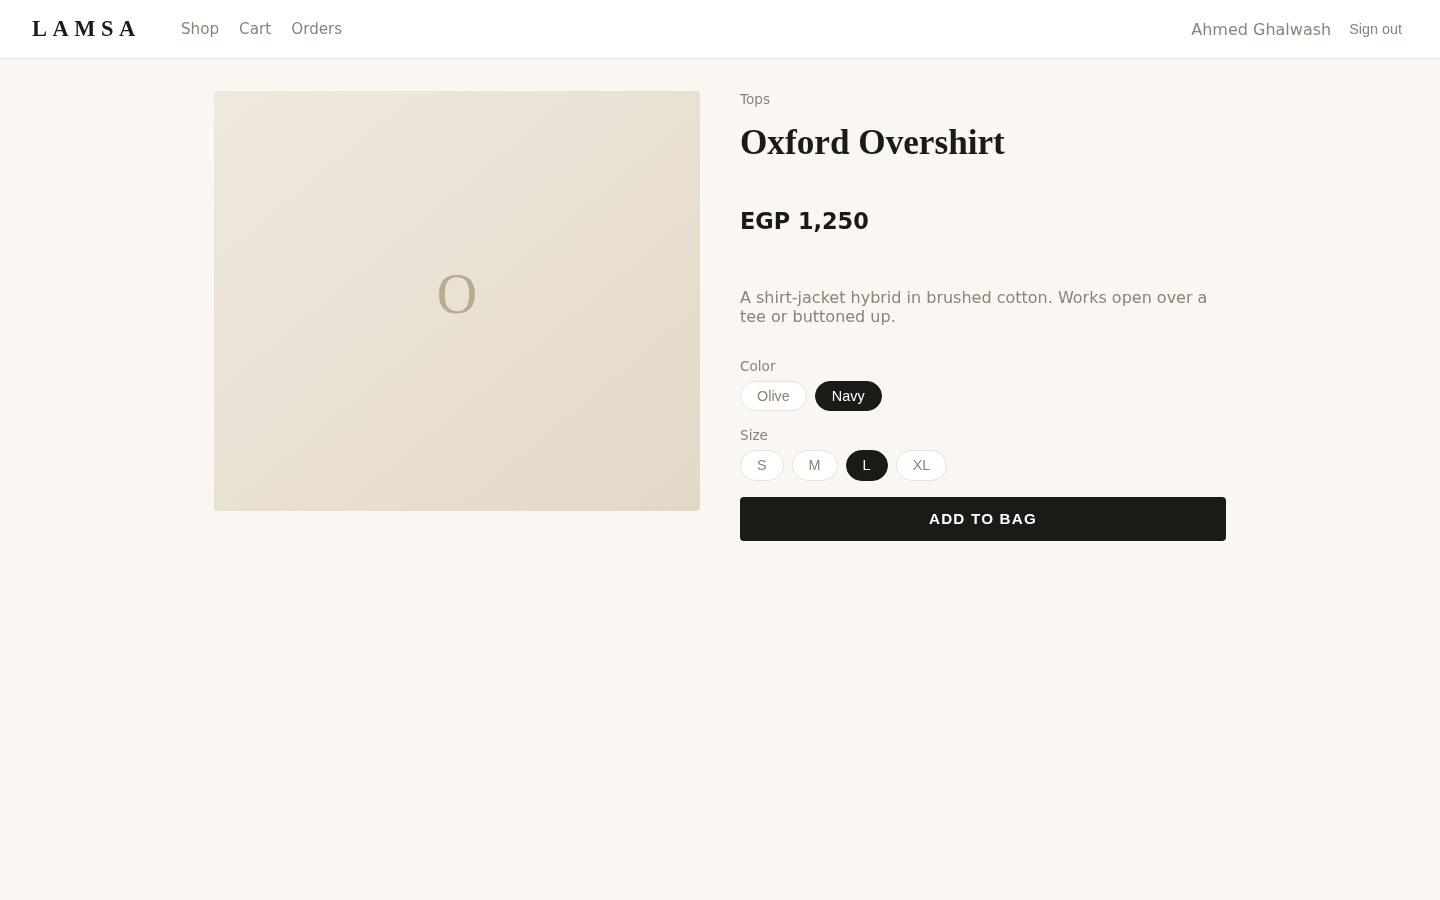 LAMSA Shop Cart Orders Ahmed Ghalwash Sign out
O
Tops
Oxford Overshirt
EGP 1,250
A shirt-jacket hybrid in brushed cotton. Works open over a
tee or buttoned up.
Color
Olive Navy
Size
S M L XL
ADD TO BAG